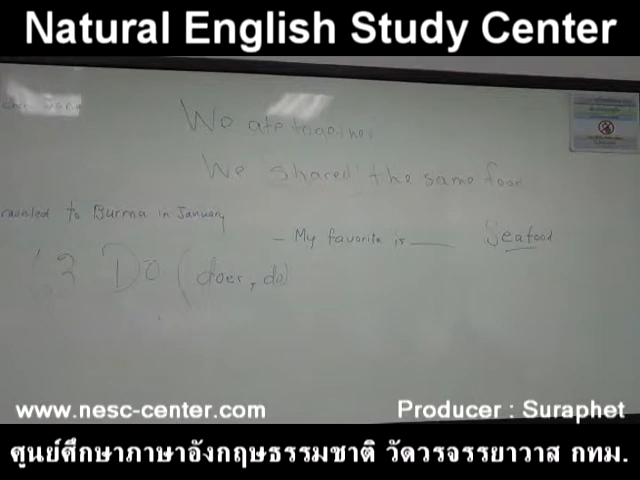 Natural English Study Center
We ate together
We shared the same food
to Burma in January
- My favorite is ____ Seafood
Do (doer, do)
www.nesc-center.com Producer : Suraphet
ศูนย์ศึกษาภาษาอังกฤษธรรมชาติ วัดวรจรรยาวาส กทม.